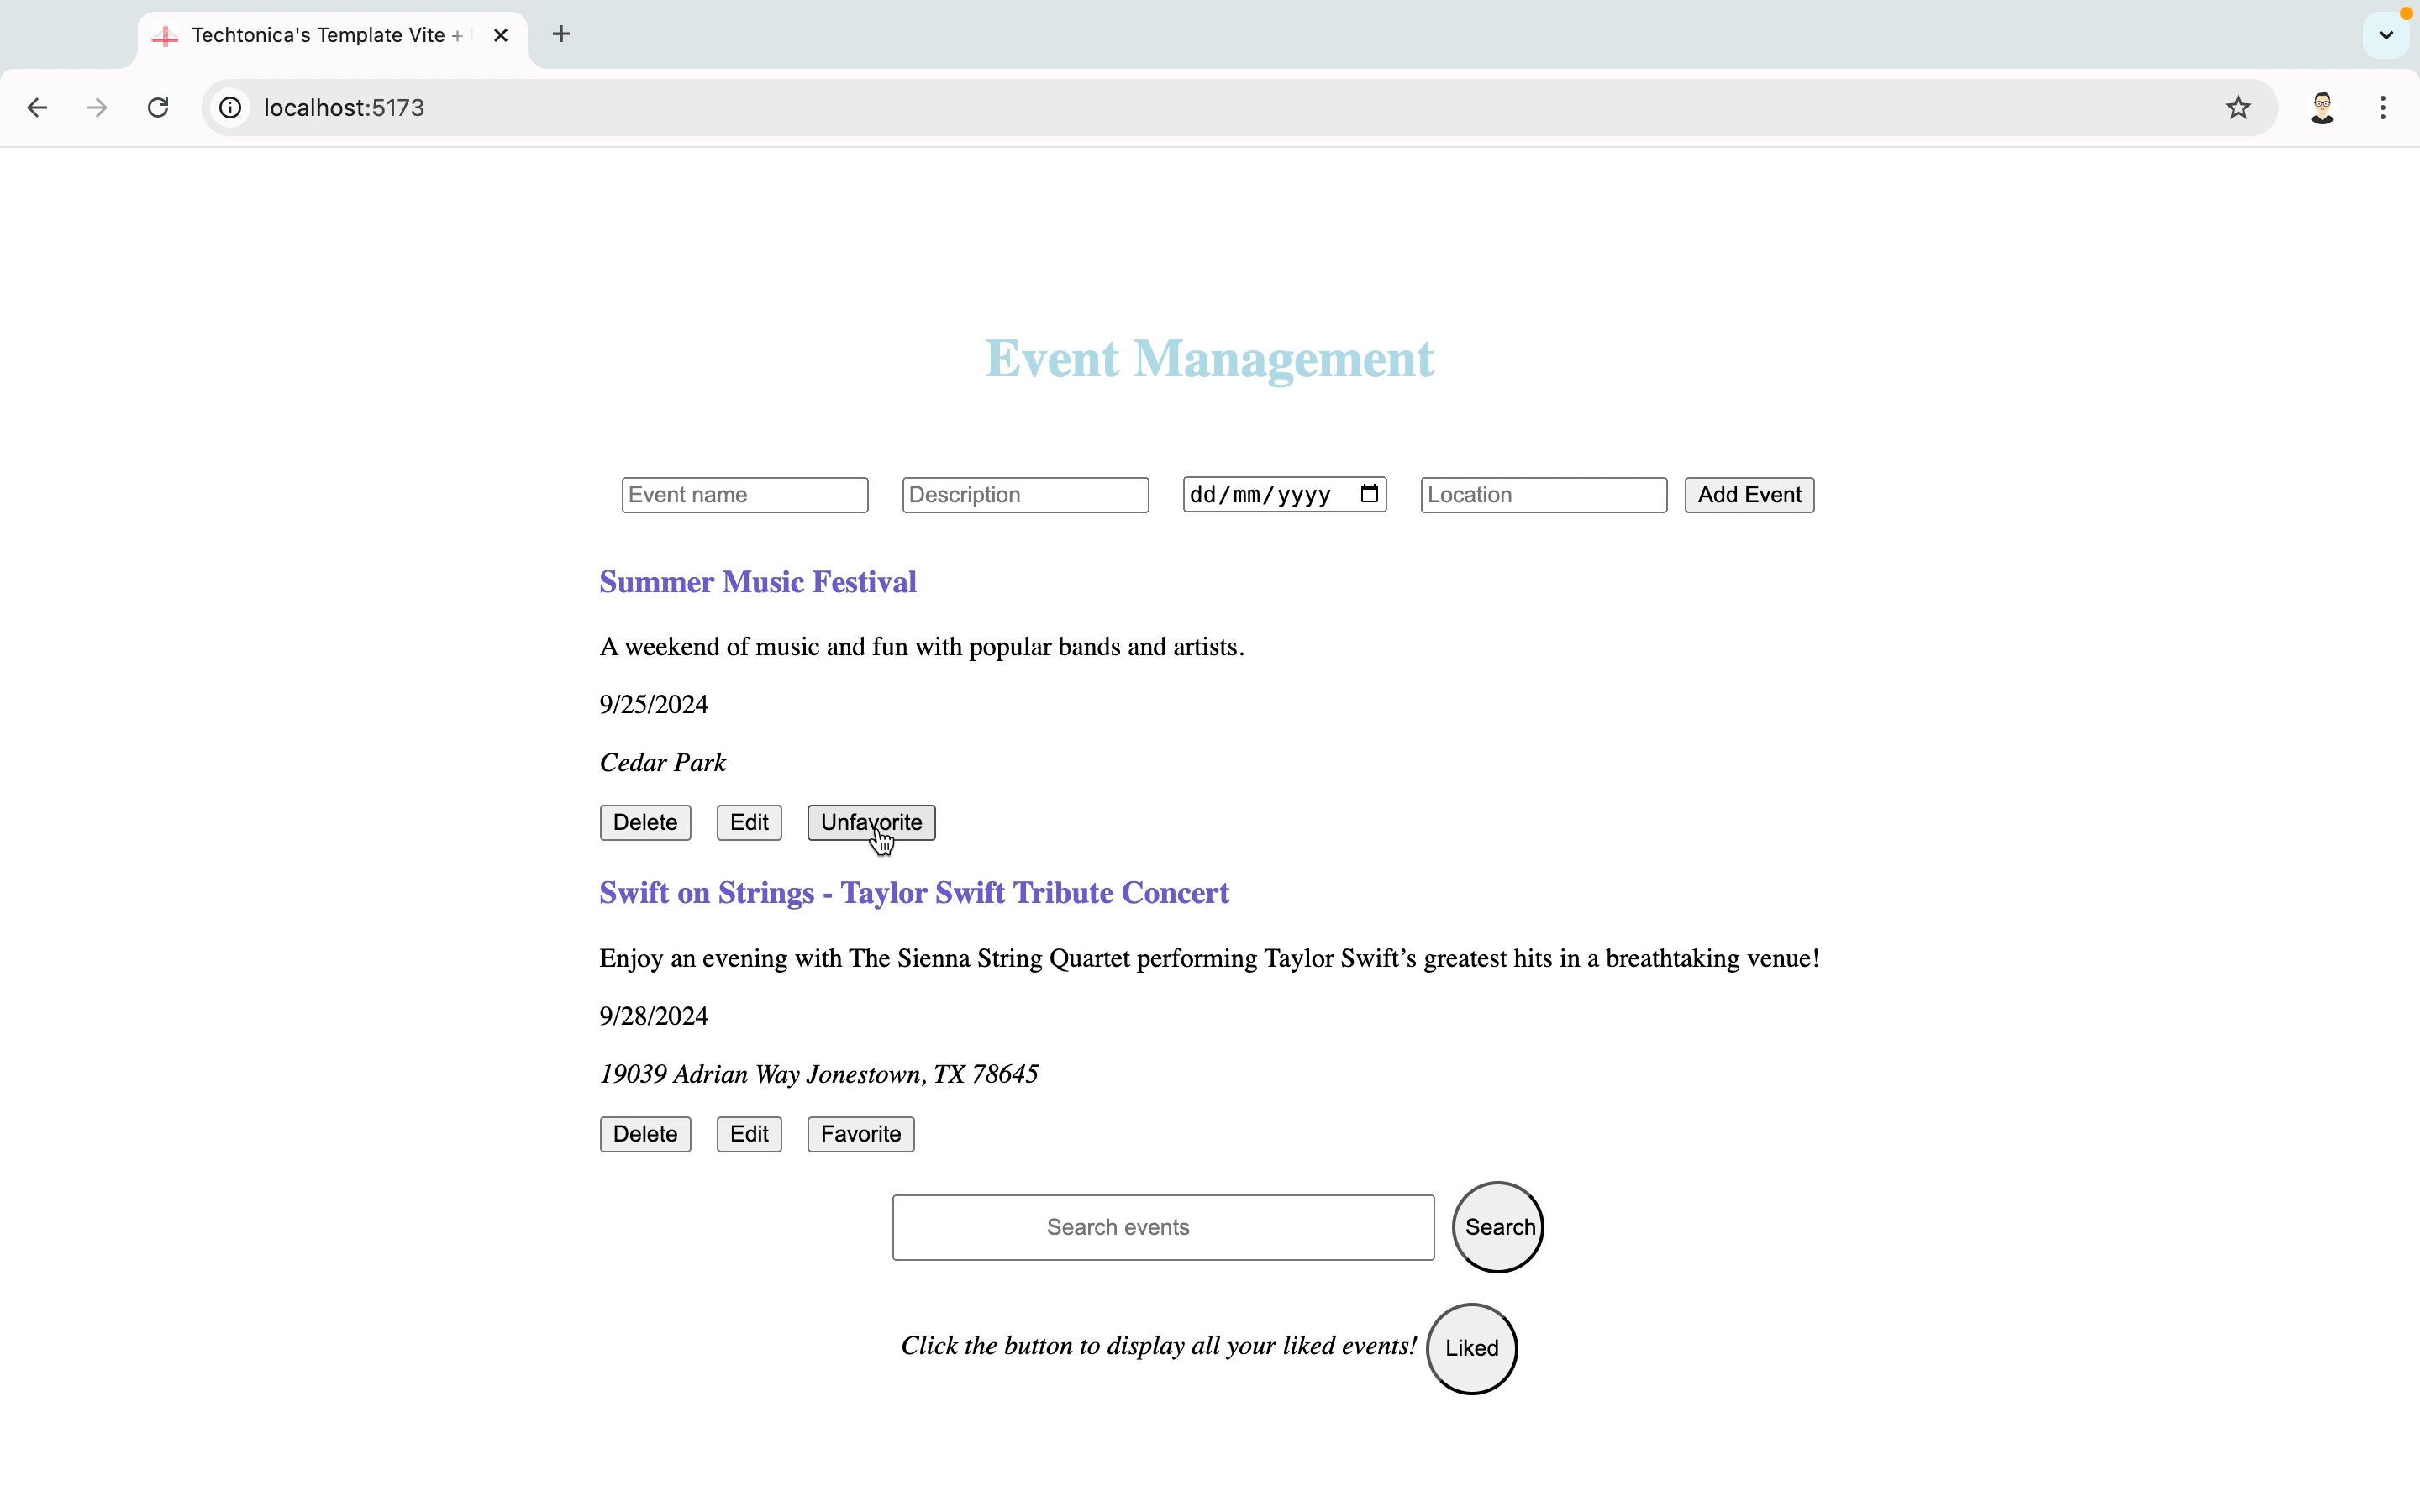 Techtonica's Template Vite +
localhost:5173
Event Management
Event name Description dd/mm/yyyy Location Add Event
Summer Music Festival
A weekend of music and fun with popular bands and artists.
9/25/2024
Cedar Park
Delete Edit Unfavorite
Swift on Strings - Taylor Swift Tribute Concert
Enjoy an evening with The Sienna String Quartet performing Taylor Swift’s greatest hits in a breathtaking venue!
9/28/2024
19039 Adrian Way Jonestown, TX 78645
Delete Edit Favorite
Search events Search
Click the button to display all your liked events! Liked